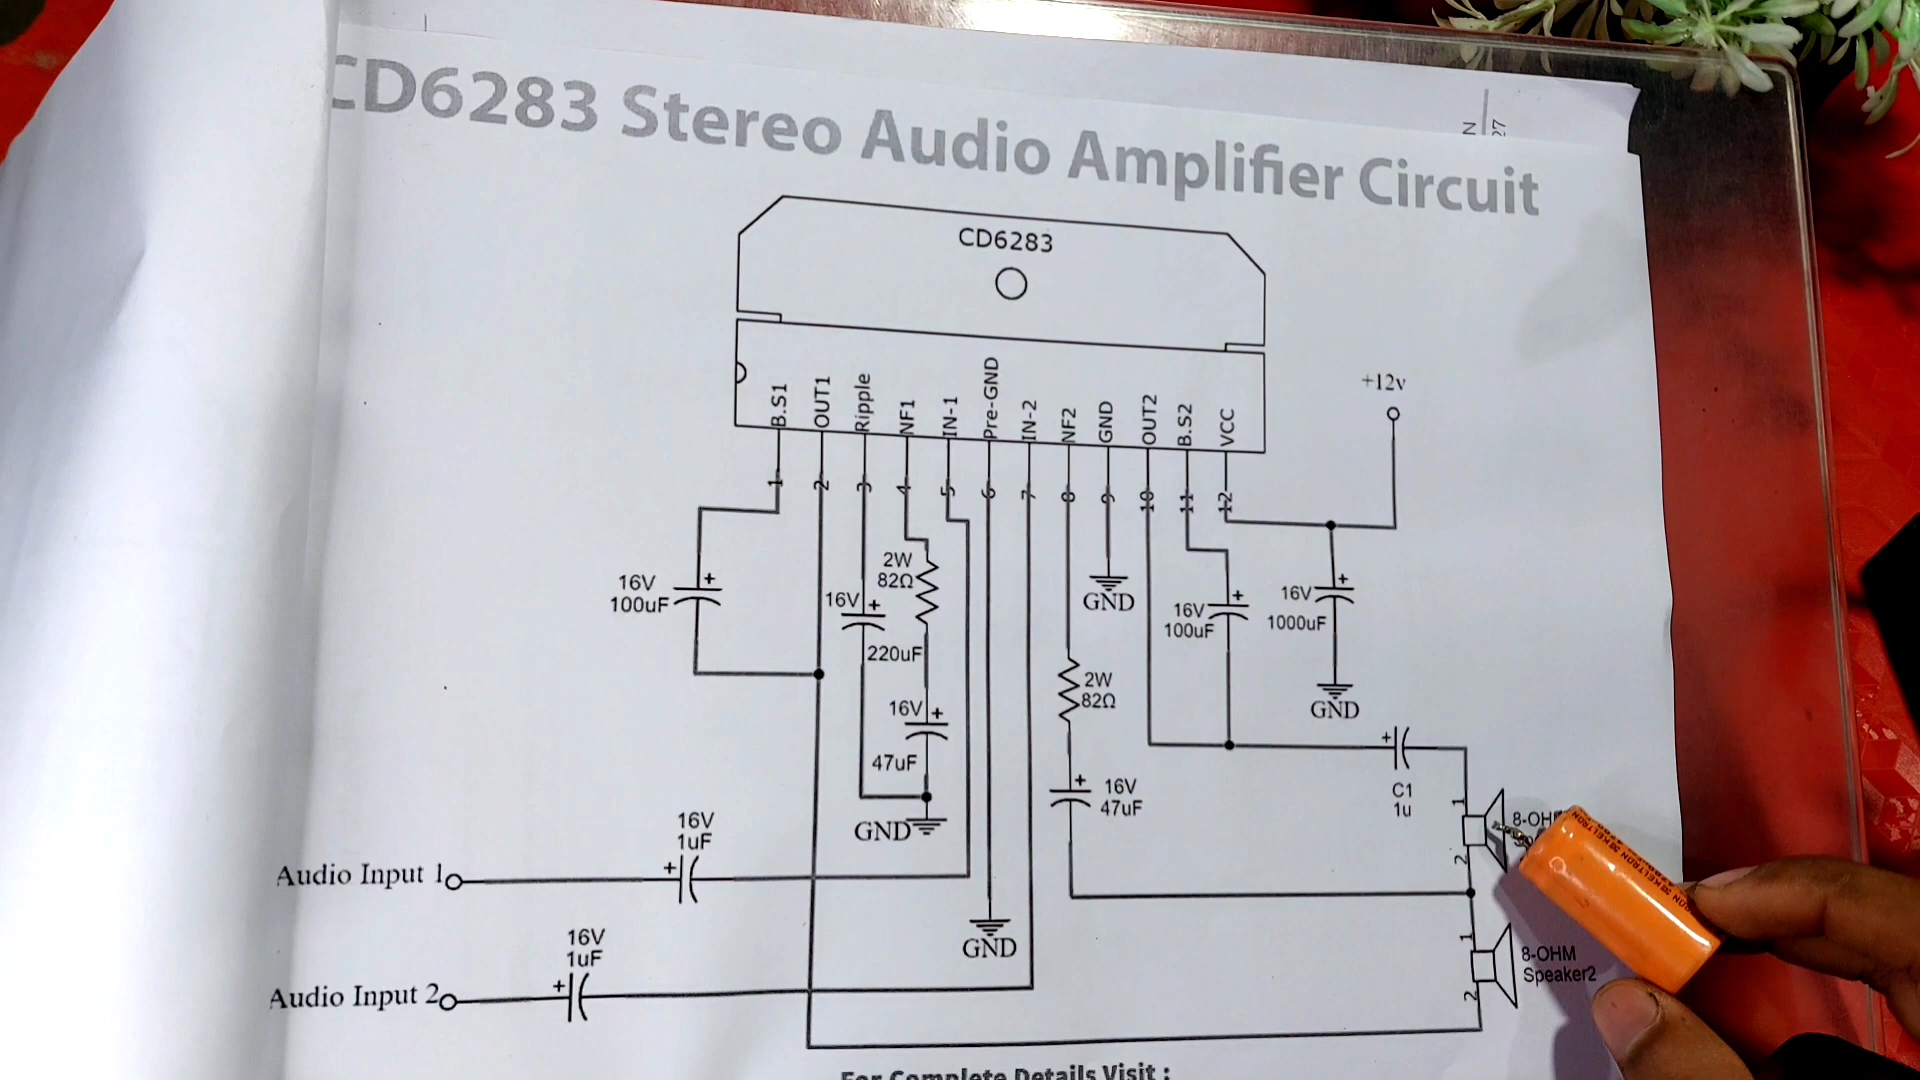 CD6283 Stereo Audio Amplifier Circuit
N
27
CD6283
B.S1
OUT1
Ripple
NF1
IN-1
Pre-GND
IN-2
NF2
GND
OUT2
B.S2
VCC
+12v
1
2
3
4
5
6
7
8
9
10
11
12
16V
100uF
2W
82Ω
16V
220uF
16V
47uF
GND
GND
2W
82Ω
16V
47uF
16V
100uF
16V
1000uF
GND
C1
1u
1
2
8-OH
KELTRON
KELTRON
1
2
8-OHM
Speaker2
16V
1uF
Audio Input 1
16V
1uF
Audio Input 2
GND
For Complete Details Visit :